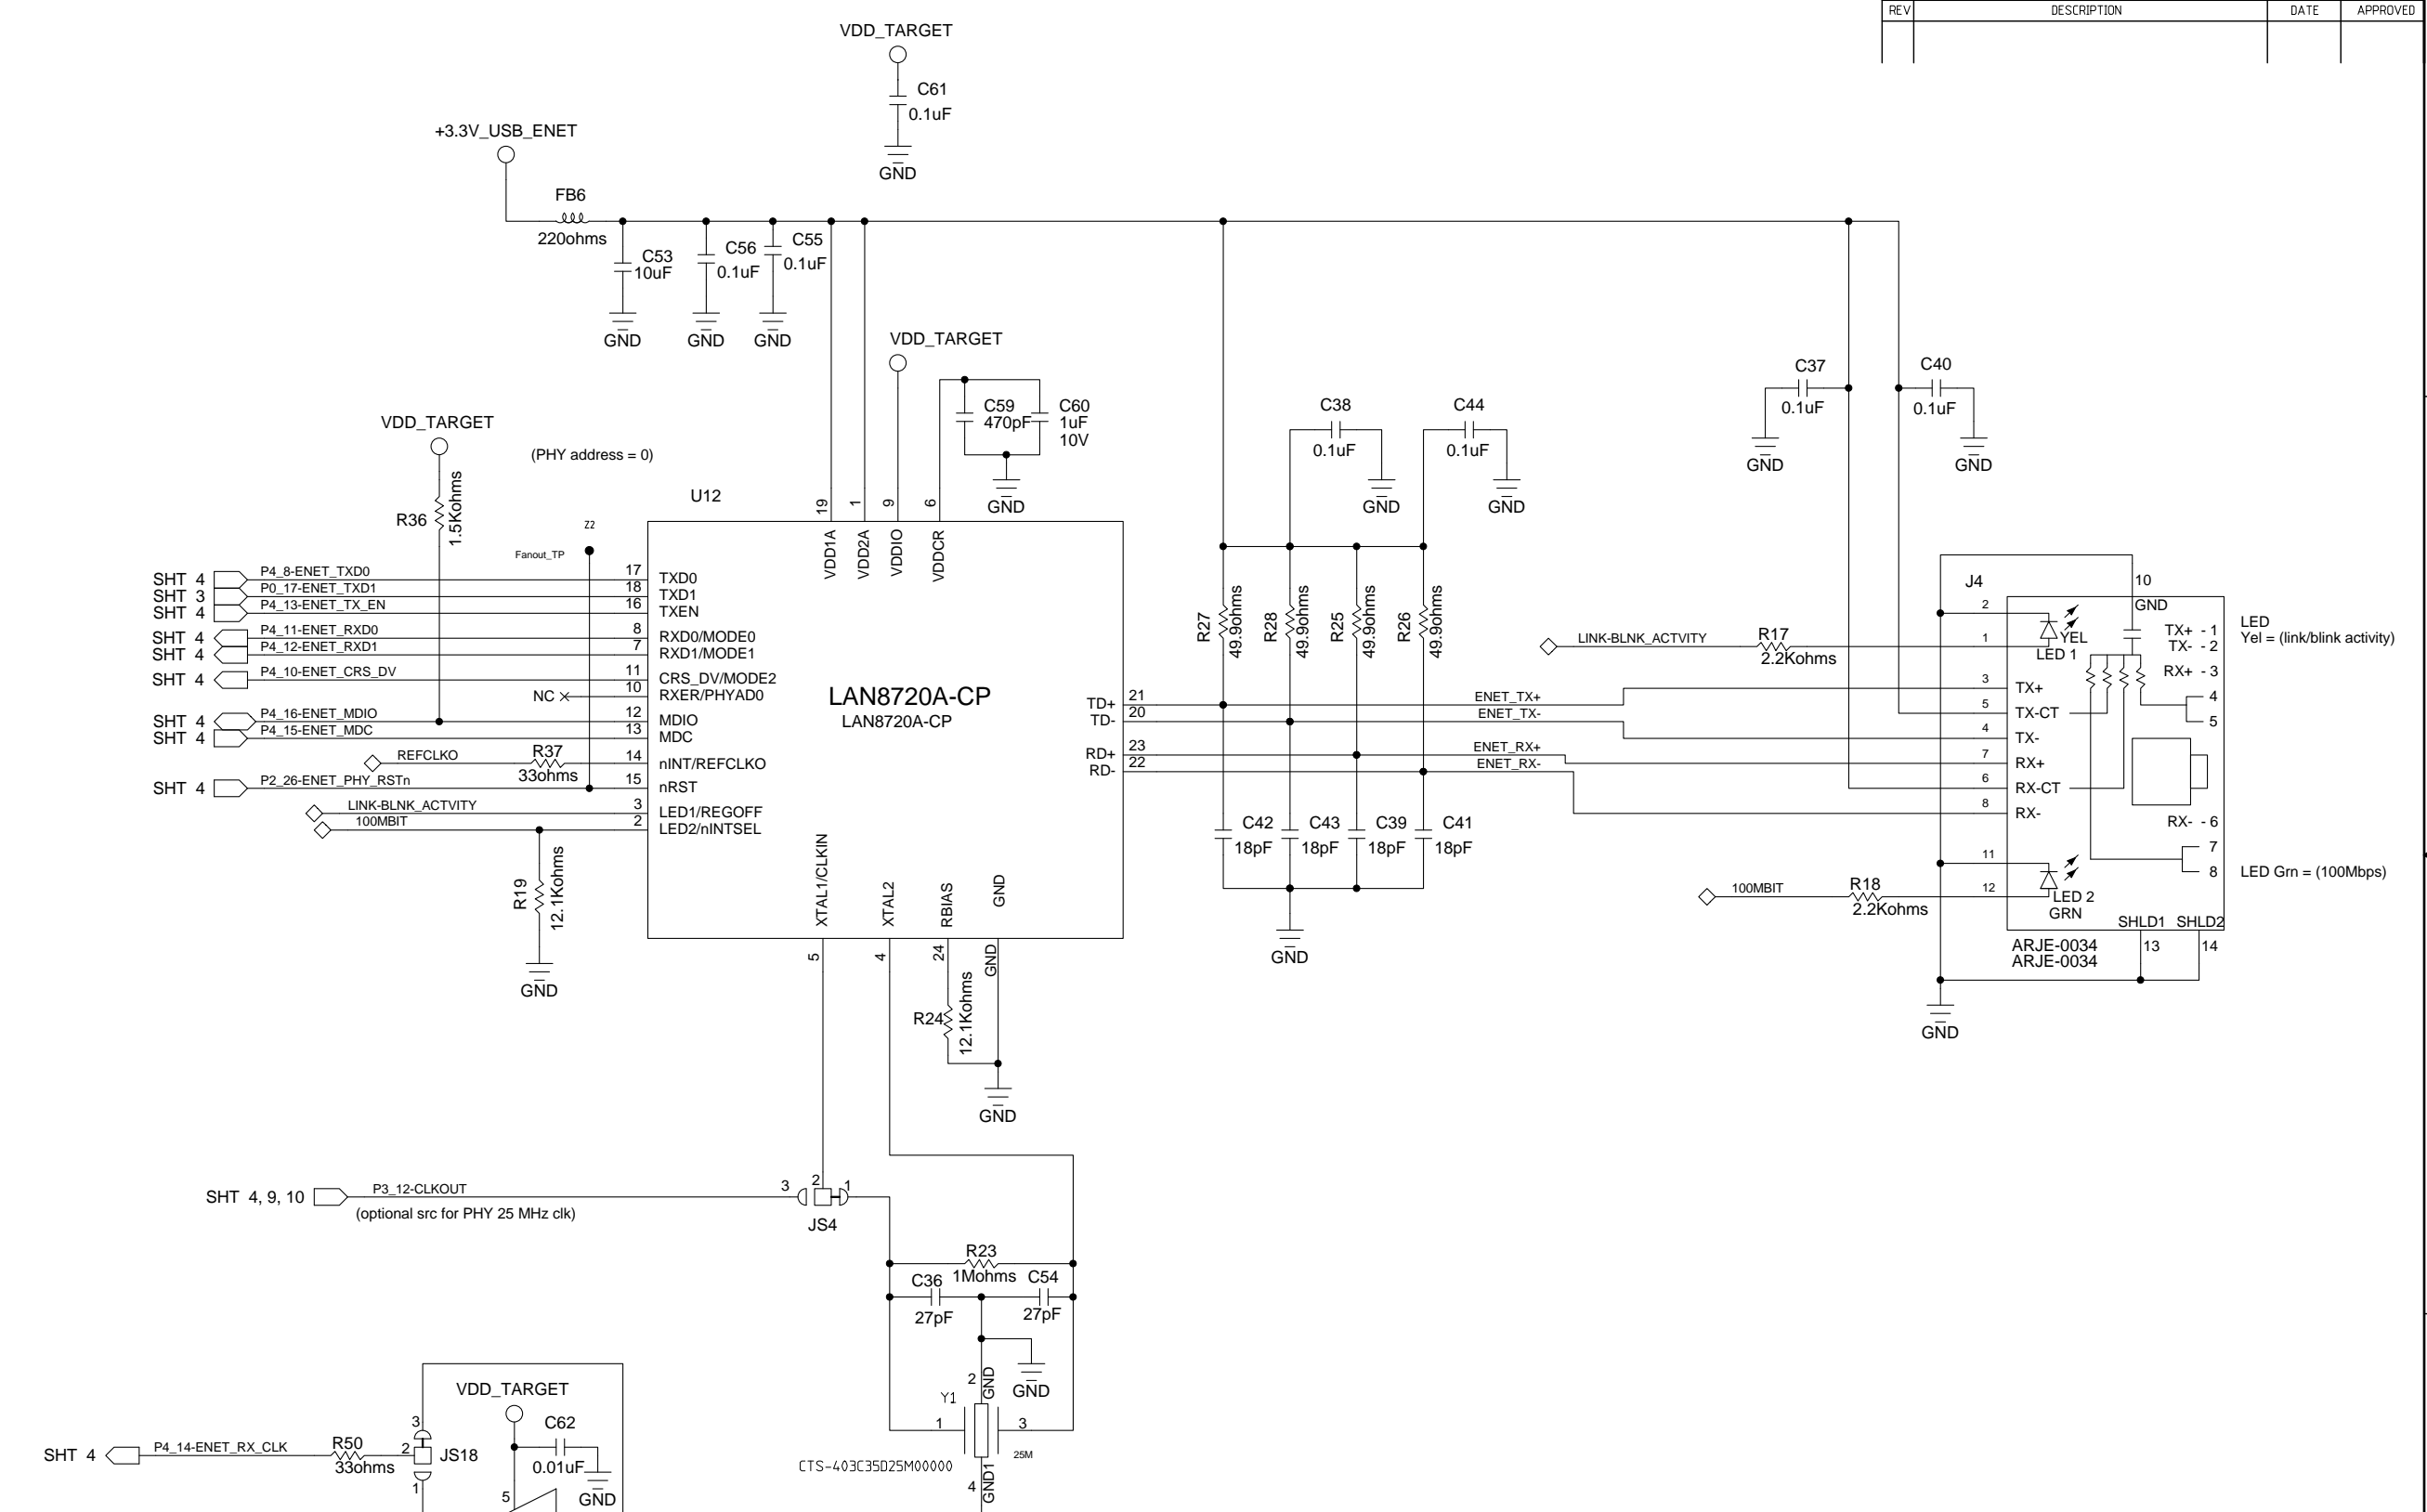 REV DESCRIPTION DATE APPROVED
VDD_TARGET
C61
0.1uF
GND
+3.3V_USB_ENET
FB6
220ohms
C53
10uF
C56
0.1uF
C55
0.1uF
GND GND GND
VDD_TARGET
C59
470pF
C60
1uF
10V
GND
VDD_TARGET
(PHY address = 0)
R36
1.5Kohms
U12
Z2
Fanout_TP
C38
0.1uF
GND
C44
0.1uF
GND
C37
0.1uF
GND
C40
0.1uF
GND
19 1 9 6
VDD1A VDD2A VDDIO VDDCR
SHT 4 P4_8-ENET_TXD0 17 TXD0
SHT 3 P0_17-ENET_TXD1 18 TXD1
SHT 4 P4_13-ENET_TX_EN 16 TXEN
SHT 4 P4_11-ENET_RXD0 8 RXD0/MODE0
SHT 4 P4_12-ENET_RXD1 7 RXD1/MODE1
SHT 4 P4_10-ENET_CRS_DV 11 CRS_DV/MODE2
NC 10 RXER/PHYAD0
SHT 4 P4_16-ENET_MDIO 12 MDIO
SHT 4 P4_15-ENET_MDC 13 MDC
REFCLKO R37 33ohms 14 nINT/REFCLKO
SHT 4 P2_26-ENET_PHY_RSTn 15 nRST
LINK-BLNK_ACTVITY 3 LED1/REGOFF
100MBIT 2 LED2/nINTSEL
R19
12.1Kohms
GND
LAN8720A-CP
LAN8720A-CP
TD+ 21
TD- 20
RD+ 23
RD- 22
XTAL1/CLKIN XTAL2 RBIAS GND
5 4 24 GND
R24
12.1Kohms
GND
R27 49.9ohms
R28 49.9ohms
R25 49.9ohms
R26 49.9ohms
ENET_TX+
ENET_TX-
ENET_RX+
ENET_RX-
C42
18pF
C43
18pF
C39
18pF
C41
18pF
GND
LINK-BLNK_ACTVITY R17
2.2Kohms
100MBIT R18
2.2Kohms
J4
10
GND
2
1
YEL
LED 1
3 TX+
5 TX-CT
4 TX-
7 RX+
6 RX-CT
8 RX-
11
12
LED 2
GRN
TX+ - 1
TX- - 2
RX+ - 3
4
5
RX- - 6
7
8
SHLD1 SHLD2
13 14
ARJE-0034
ARJE-0034
GND
LED
Yel = (link/blink activity)
LED Grn = (100Mbps)
SHT 4, 9, 10 P3_12-CLKOUT
(optional src for PHY 25 MHz clk)
3 2 1
JS4
R23
1Mohms
C36
27pF
C54
27pF
GND
2 GND
Y1
1 3
25M
CTS-403C35D25M00000
4 GND1
VDD_TARGET
C62
0.01uF
GND
5
SHT 4 P4_14-ENET_RX_CLK R50
33ohms
3
2
1
JS18